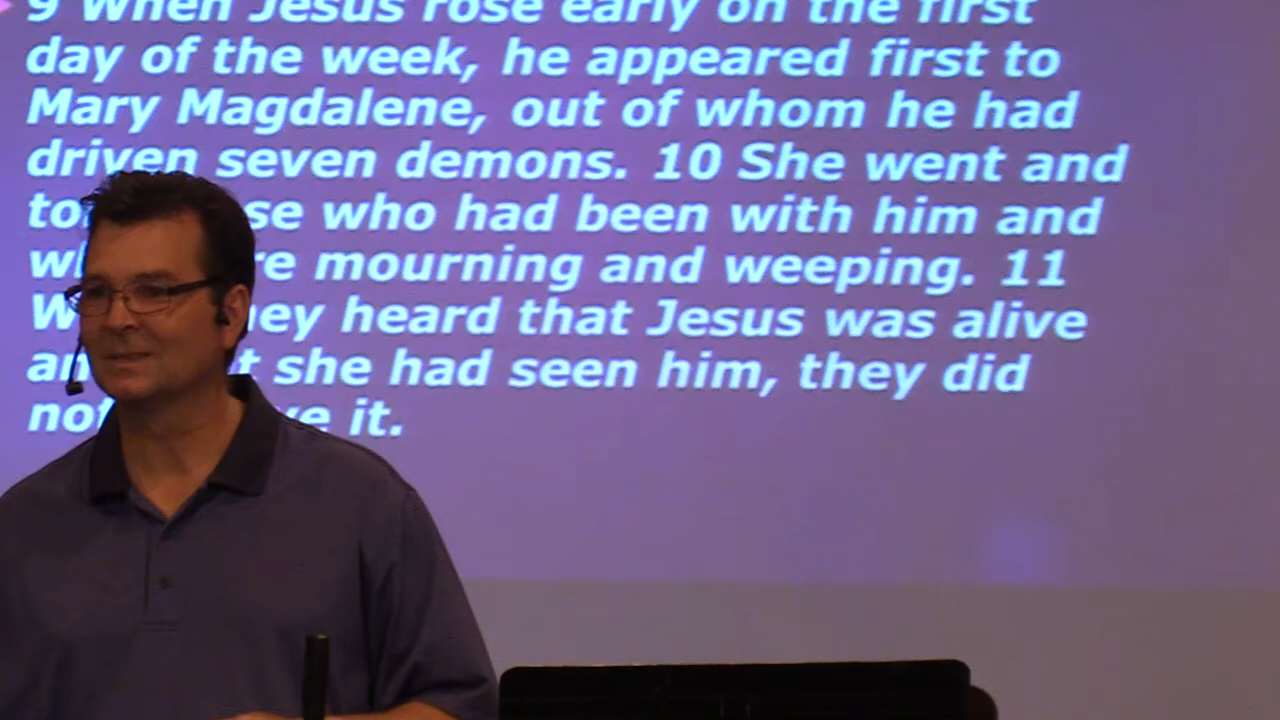 9 When Jesus rose early on the first
day of the week, he appeared first to
Mary Magdalene, out of whom he had
driven seven demons. 10 She went and
who had been with him and
mourning and weeping. 11
heard that Jesus was alive
she had seen him, they did
not it.